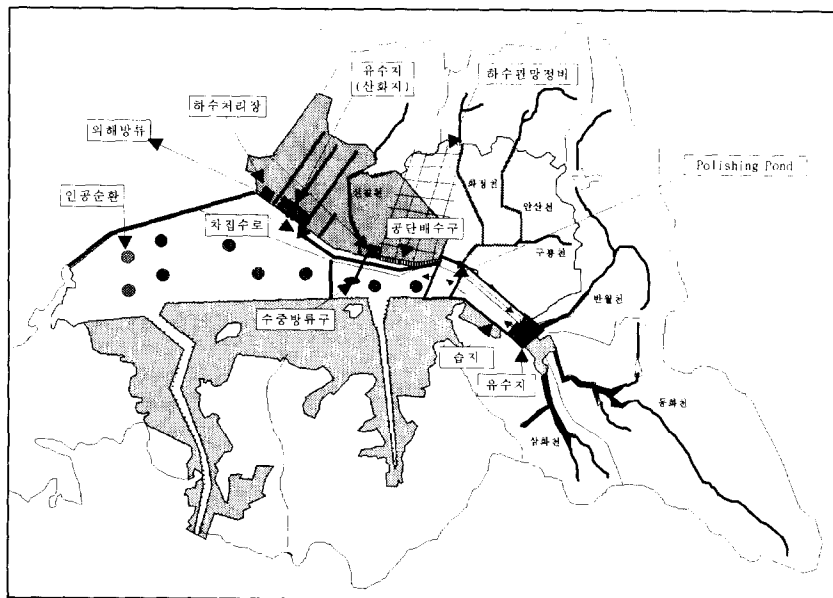 유수지
(산화지)
하수관망정비
하수처리장
외해방류
Polishing Pond
인공순환
화정천
안산천
신길천
차집수로
공단배수구
구룡천
반월천
수중방류구
습지
유수지
동화천
삼화천